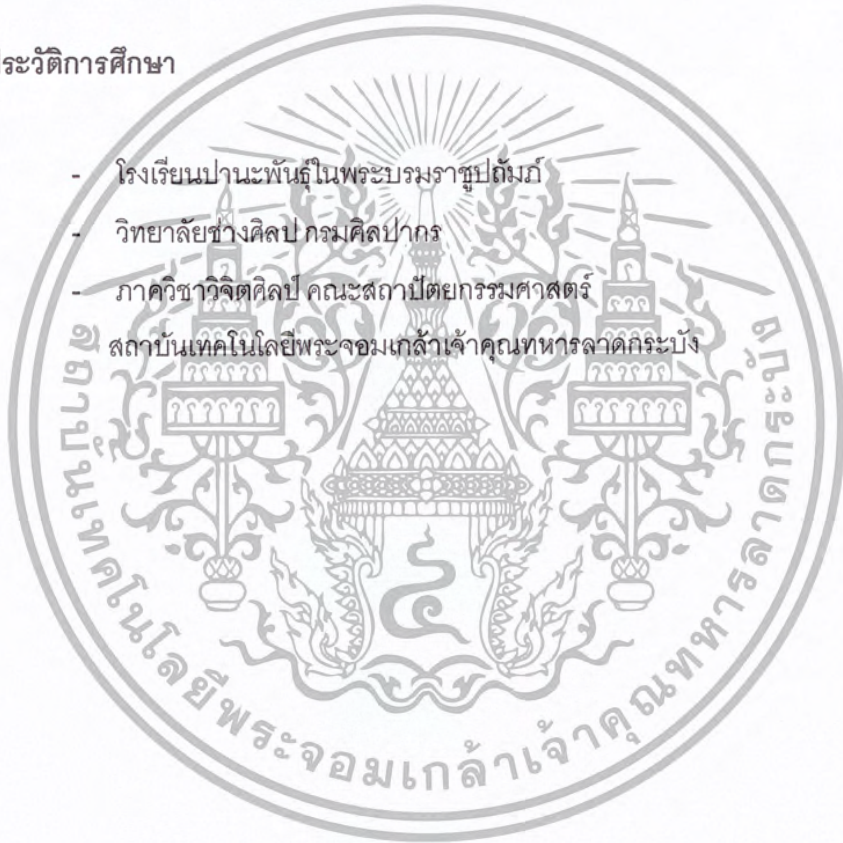 ระวัติการศึกษา
- โรงเรียนปานะพันธุ์ในพระบรมราชูปถัมภ์
- วิทยาลัยช่างศิลป กรมศิลปากร
- ภาควิชาวิจิตศิลป์ คณะสถาปัตยกรรมศาสตร์
สถาบันเทคโนโลยีพระจอมเกล้าเจ้าคุณทหารลาดกระบัง
สถาบันเทคโนโลยีพระจอมเกล้าเจ้าคุณทหารลาดกระบัง
๔